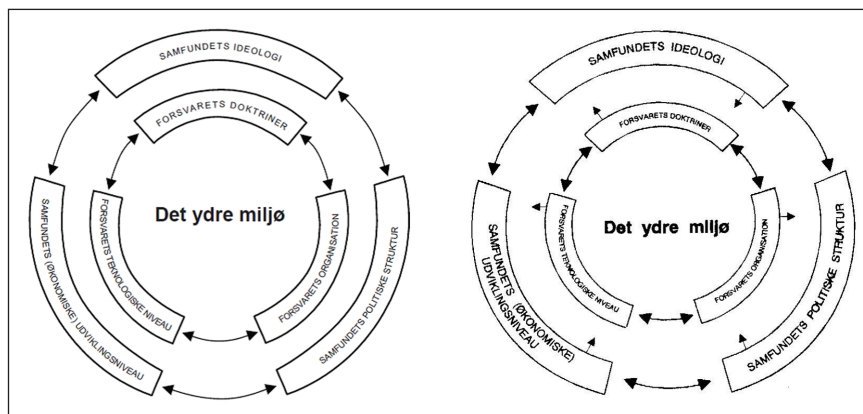 SAMFUNDETS IDEOLOGI
FORSVARETS DOKTRINER
SAMFUNDETS (ØKONOMISKE) UDVIKLINGSNIVEAU
FORSVARETS TEKNOLOGISKE NIVEAU
Det ydre miljø
FORSVARETS ORGANISATION
SAMFUNDETS POLITISKE STRUKTUR
SAMFUNDETS IDEOLOGI
FORSVARETS DOKTRINER
SAMFUNDETS (ØKONOMISKE)
UDVIKLINGSNIVEAU
FORSVARETS TEKNOLOGISKE NIVEAU
Det ydre miljø
FORSVARETS ORGANISATION
SAMFUNDETS POLITISKE STRUKTUR